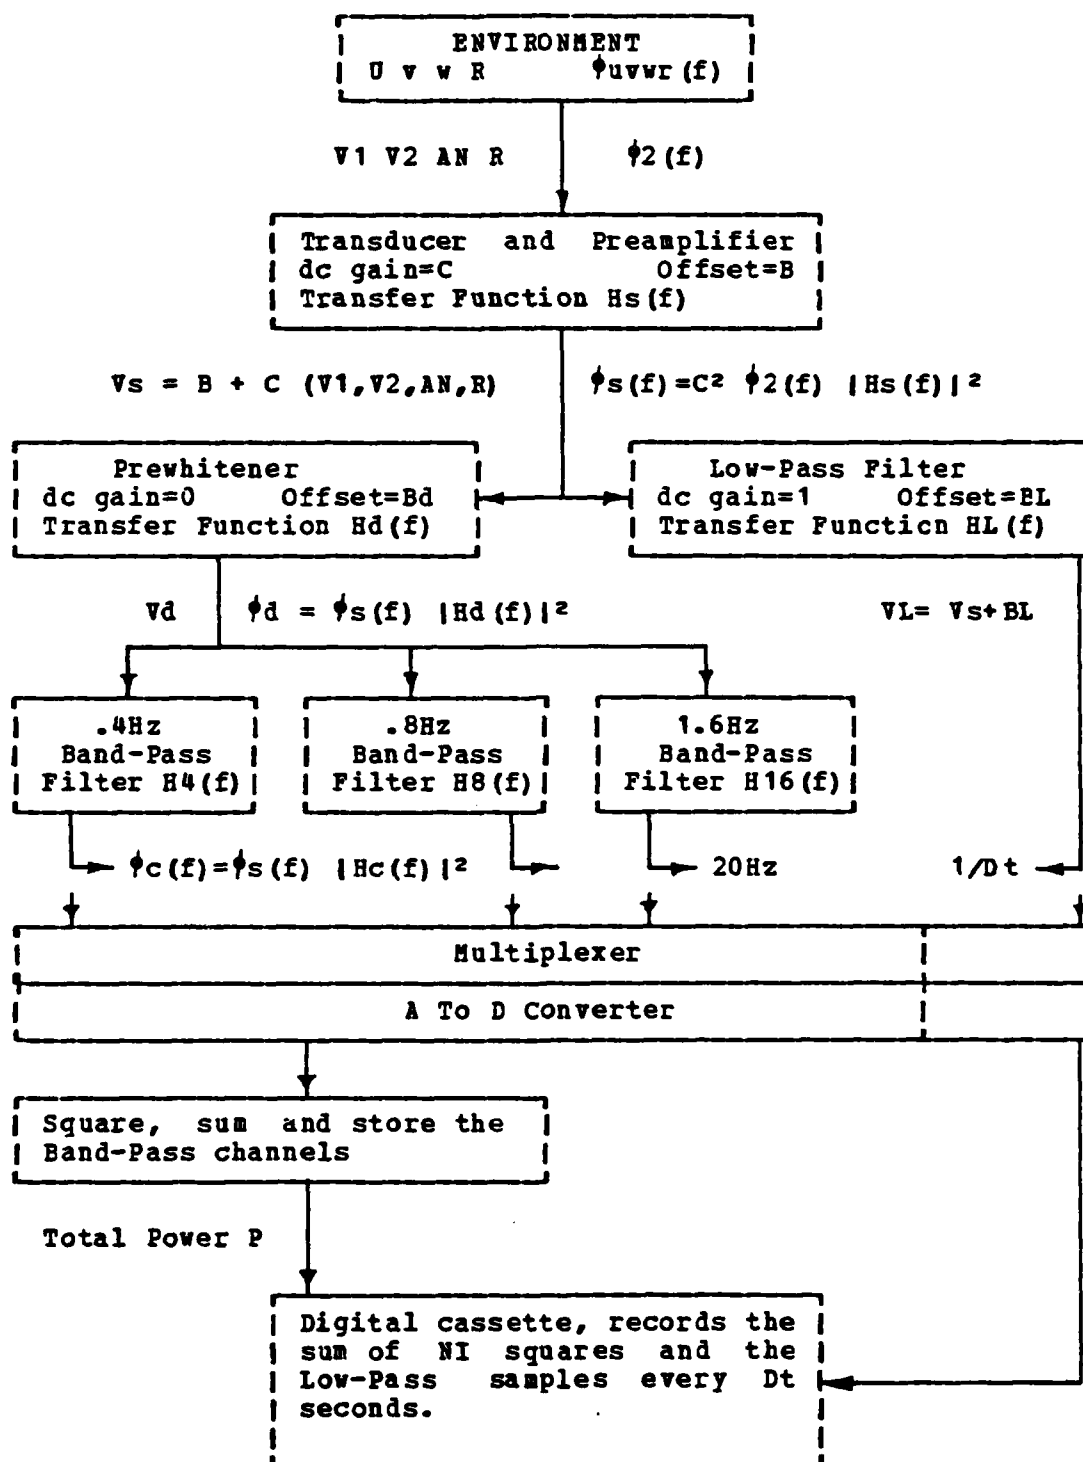 ENVIRONMENT
U v w R ϕuvwr(f)
V1 V2 AN R ϕ2(f)
Transducer and Preamplifier
dc gain=C Offset=B
Transfer Function Hs(f)
Vs = B + C (V1,V2,AN,R) ϕs(f)=C² ϕ2(f) |Hs(f)|²
Prewhitener
dc gain=0 Offset=Bd
Transfer Function Hd(f)
Low-Pass Filter
dc gain=1 Offset=BL
Transfer Function HL(f)
Vd ϕd = ϕs(f) |Hd(f)|²
VL= Vs+BL
.4Hz
Band-Pass
Filter H4(f)
.8Hz
Band-Pass
Filter H8(f)
1.6Hz
Band-Pass
Filter H16(f)
ϕc(f)=ϕs(f) |Hc(f)|²
20Hz
1/Dt
Multiplexer
A To D Converter
Square, sum and store the
Band-Pass channels
Total Power P
Digital cassette, records the
sum of NI squares and the
Low-Pass samples every Dt
seconds.